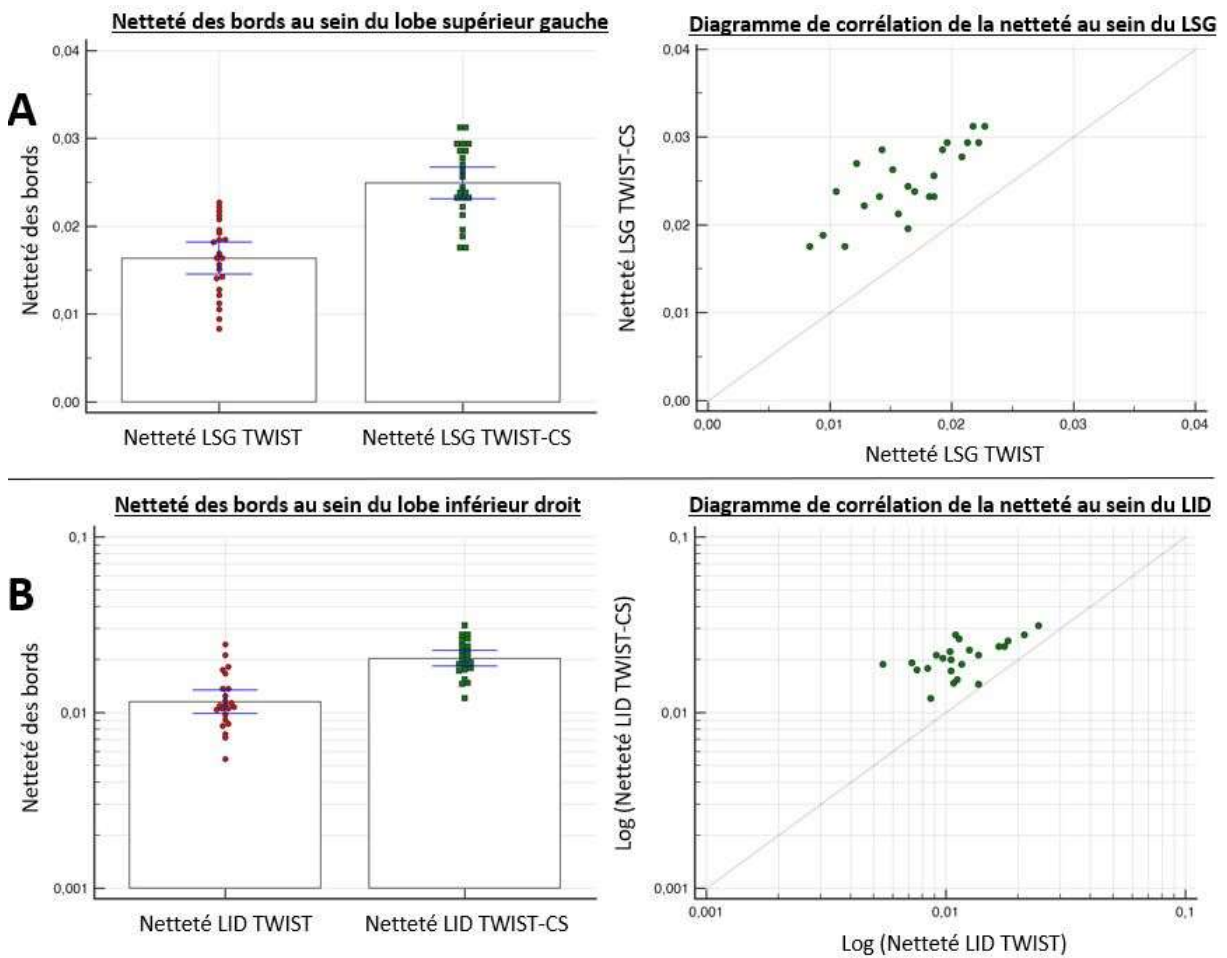 Netteté des bords au sein du lobe supérieur gauche
Diagramme de corrélation de la netteté au sein du LSG
A
Netteté des bords
0,04
0,03
0,02
0,01
0,00
Netteté LSG TWIST
Netteté LSG TWIST-CS
Netteté LSG TWIST-CS
0,04
0,03
0,02
0,01
0,00
0,00
0,01
0,02
0,03
0,04
Netteté LSG TWIST
Netteté des bords au sein du lobe inférieur droit
Diagramme de corrélation de la netteté au sein du LID
B
Netteté des bords
0,1
0,01
0,001
Netteté LID TWIST
Netteté LID TWIST-CS
Log (Netteté LID TWIST-CS)
0,1
0,01
0,001
0,001
0,01
0,1
Log (Netteté LID TWIST)